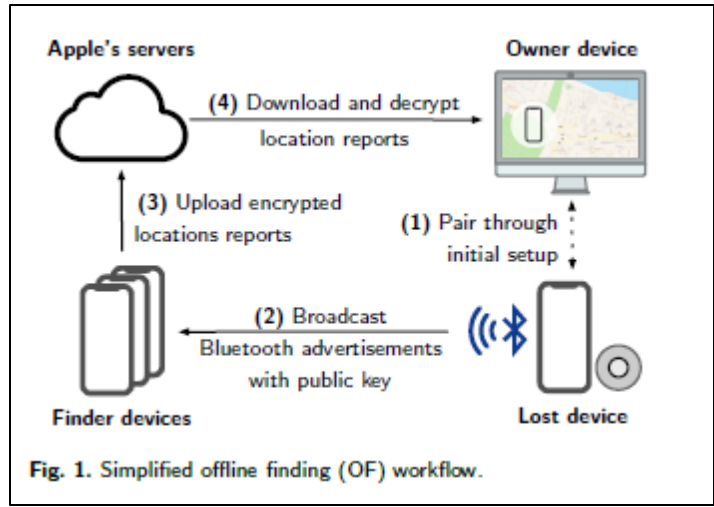 Apple's servers
Owner device
(4) Download and decrypt
location reports
(3) Upload encrypted
locations reports
(1) Pair through
initial setup
(2) Broadcast
Bluetooth advertisements
with public key
Finder devices
Lost device
Fig. 1. Simplified offline finding (OF) workflow.